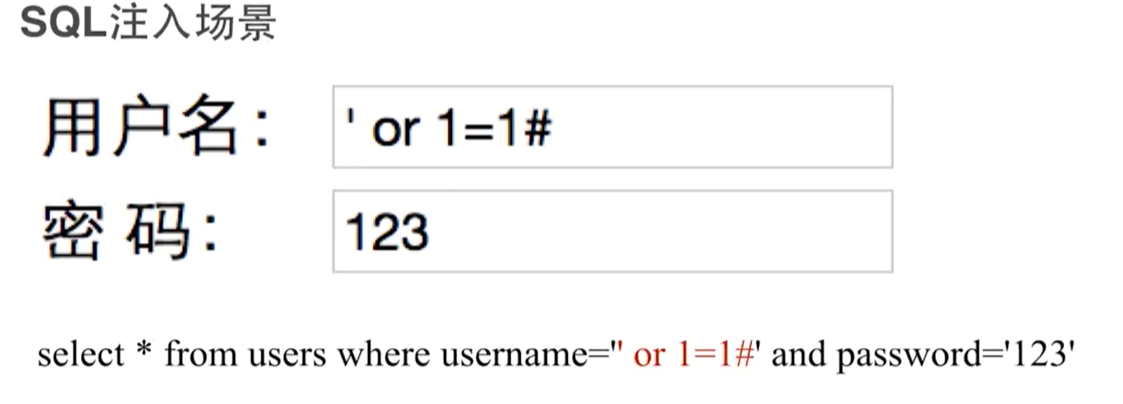 SQL注入场景
用户名： ' or 1=1#
密 码： 123
select * from users where username='' or 1=1#' and password='123'